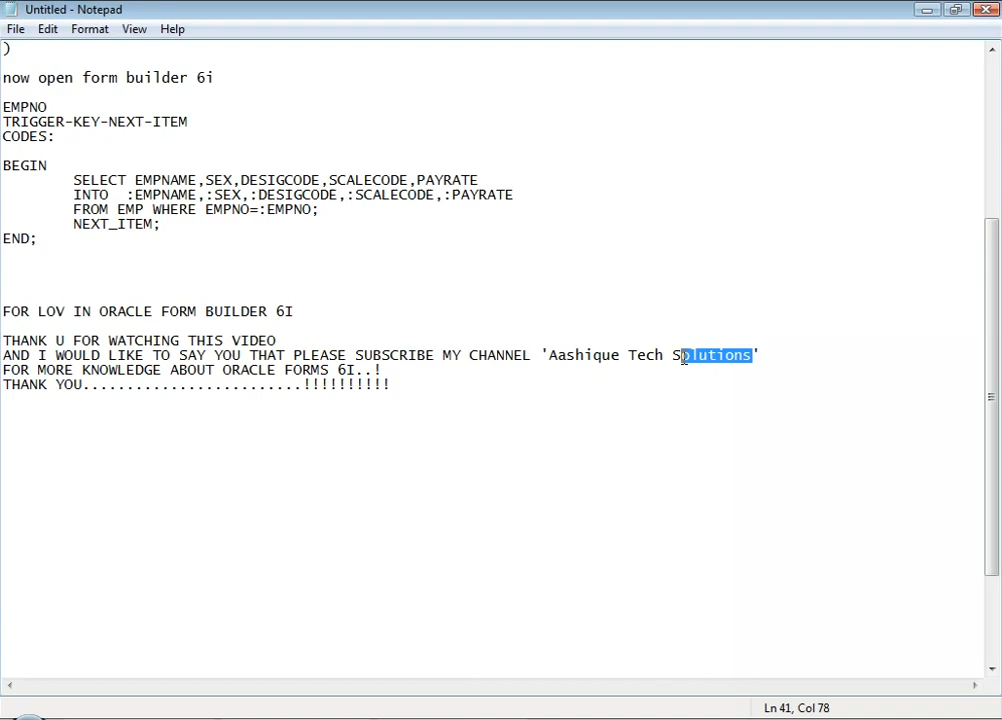 Untitled - Notepad
File Edit Format View Help
)
now open form builder 6i
EMPNO
TRIGGER-KEY-NEXT-ITEM
CODES:
BEGIN
SELECT EMPNAME,SEX,DESIGCODE,SCALECODE,PAYRATE
INTO :EMPNAME,:SEX,:DESIGCODE,:SCALECODE,:PAYRATE
FROM EMP WHERE EMPNO=:EMPNO;
NEXT_ITEM;
END;
FOR LOV IN ORACLE FORM BUILDER 6I
THANK U FOR WATCHING THIS VIDEO
AND I WOULD LIKE TO SAY YOU THAT PLEASE SUBSCRIBE MY CHANNEL 'Aashique Tech Solutions'
FOR MORE KNOWLEDGE ABOUT ORACLE FORMS 6I..!
THANK YOU.........................!!!!!!!!!!
Ln 41, Col 78